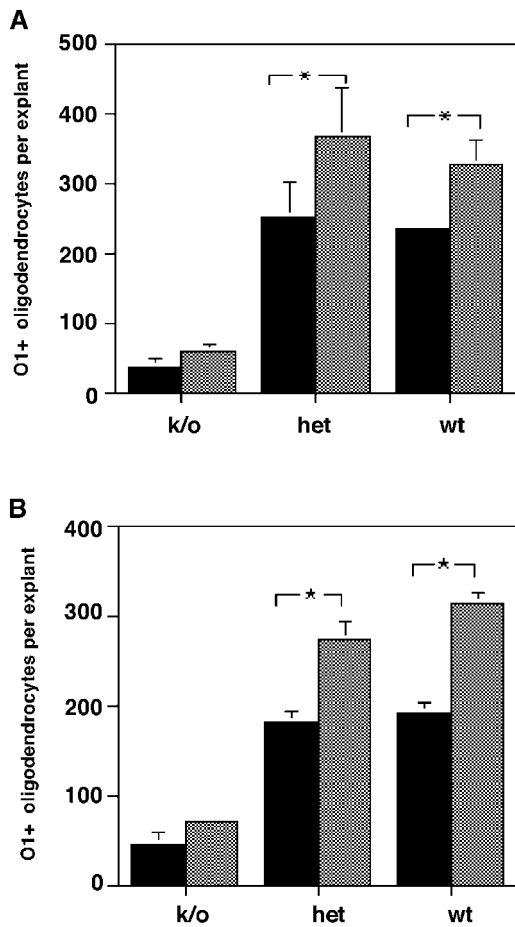 A
O1+ oligodendrocytes per explant
500
400
300
200
100
0
k/o het wt
B
O1+ oligodendrocytes per explant
400
300
200
100
0
k/o het wt